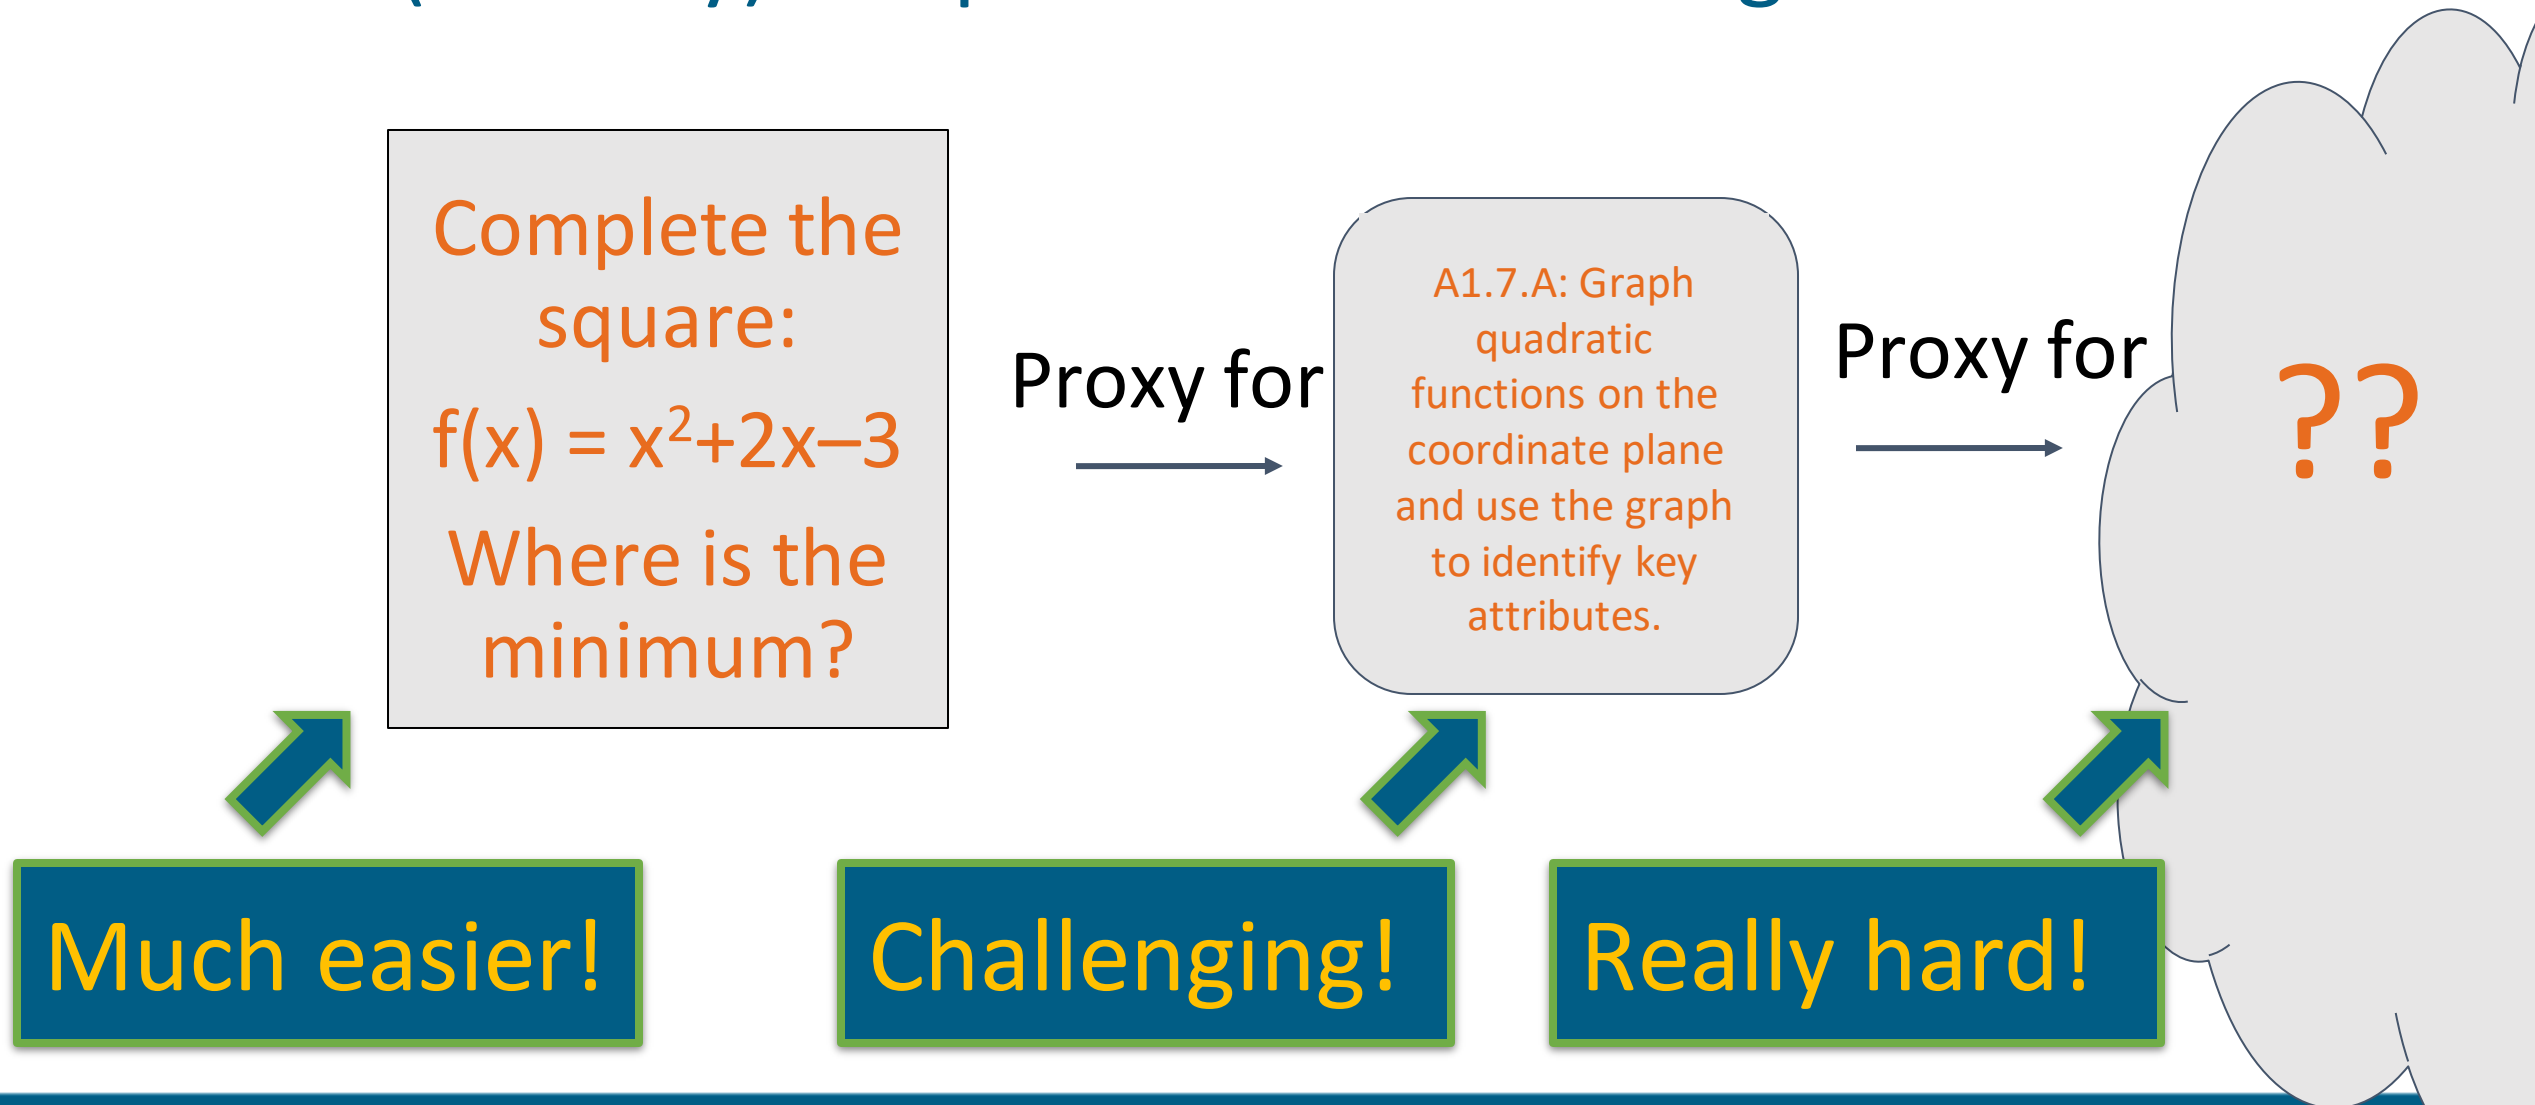 Complete the
square:
f(x) = x²+2x–3
Where is the
minimum?
Proxy for
A1.7.A: Graph
quadratic
functions on the
coordinate plane
and use the graph
to identify key
attributes.
Proxy for
??
Much easier!
Challenging!
Really hard!